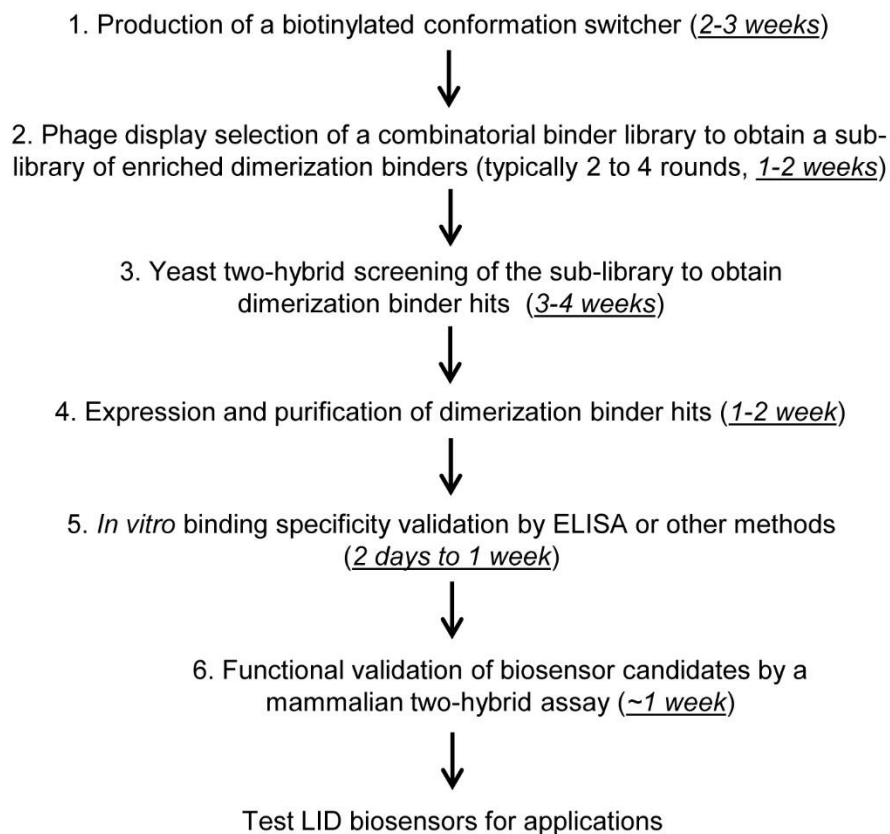 1. Production of a biotinylated conformation switcher (2-3 weeks)
2. Phage display selection of a combinatorial binder library to obtain a sub-
library of enriched dimerization binders (typically 2 to 4 rounds, 1-2 weeks)
3. Yeast two-hybrid screening of the sub-library to obtain
dimerization binder hits (3-4 weeks)
4. Expression and purification of dimerization binder hits (1-2 week)
5. In vitro binding specificity validation by ELISA or other methods
(2 days to 1 week)
6. Functional validation of biosensor candidates by a
mammalian two-hybrid assay (~1 week)
Test LID biosensors for applications